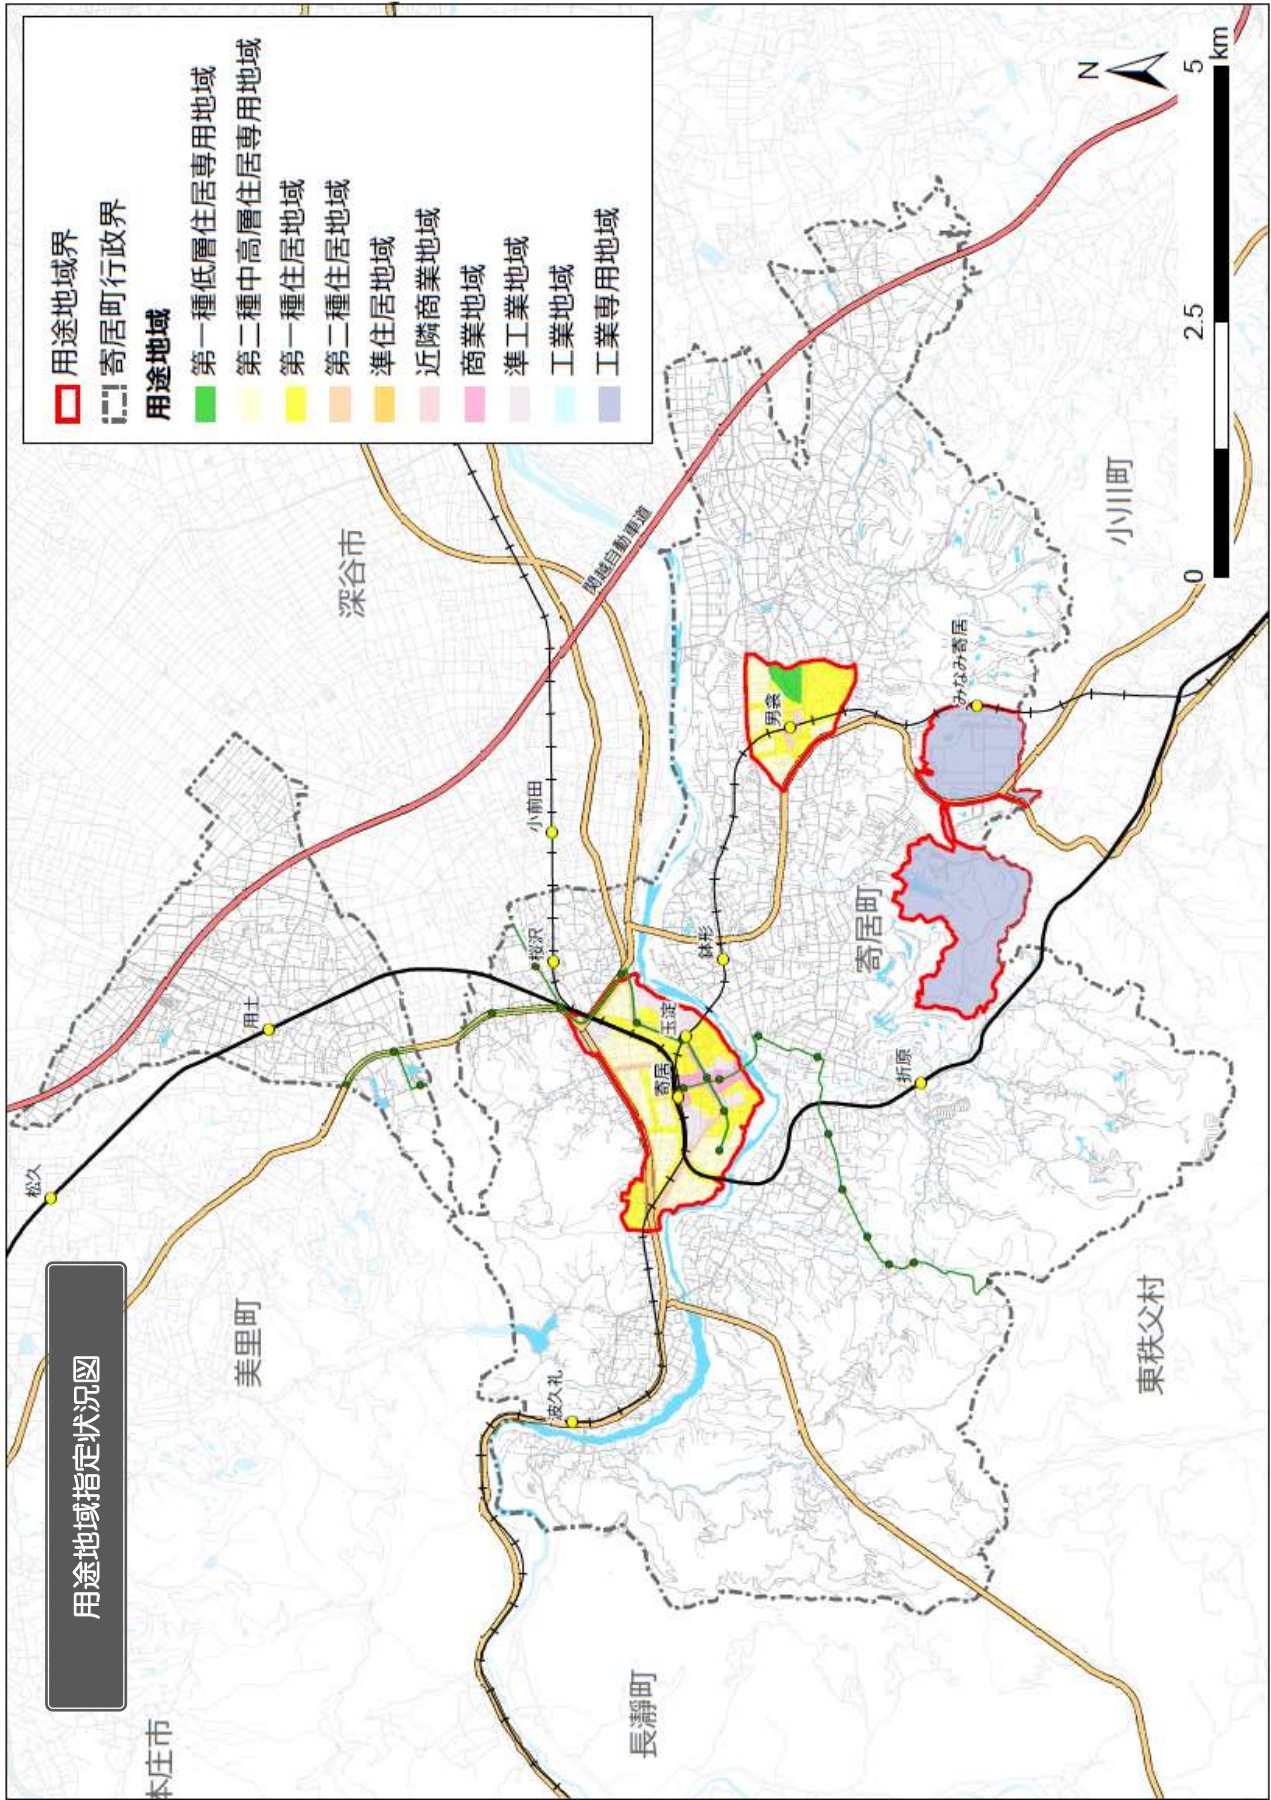 用途地域指定状況図
用途地域界
寄居町行政界
用途地域
第一種低層住居専用地域
第二種中高層住居専用地域
第一種住居地域
第二種住居地域
準住居地域
近隣商業地域
商業地域
準工業地域
工業地域
工業専用地域
本庄市
美里町
深谷市
長瀞町
寄居町
東秩父村
小川町
松久
用土
小前田
桜沢
関越自動車道
波久礼
寄居
玉淀
鉢形
男衾
折原
みなみ寄居
N
0
2.5
5
km